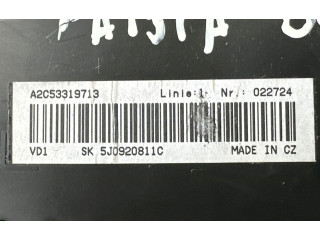 A2C53319713 Linie:1 Nr.: 022724
VD1 SK 5J0920811C MADE IN CZ